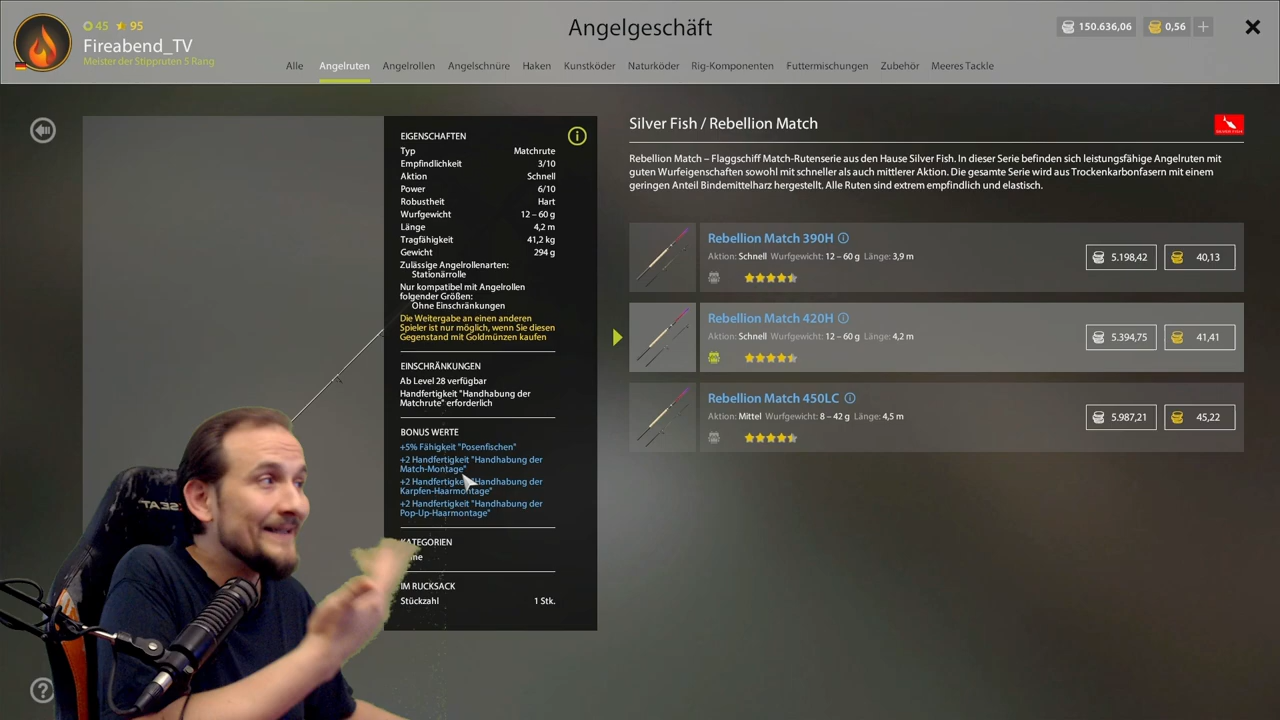 45 95
Fireabend_TV
Meister der Stippruten 5 Rang
Angelgeschäft
150.636,06 0,56 +
Alle Angelruten Angelrollen Angelschnüre Haken Kunstköder Naturköder Rig-Komponenten Futtermischungen Zubehör Meeres Tackle
EIGENSCHAFTEN
Typ Matchrute
Empfindlichkeit 3/10
Aktion Schnell
Power 6/10
Robustheit Hart
Wurfgewicht 12 – 60 g
Länge 4,2 m
Tragfähigkeit 41,2 kg
Gewicht 294 g
Zulässige Angelrollenarten:
Stationärrolle
Nur kompatibel mit Angelrollen
folgender Größen:
Ohne Einschränkungen
Die Weitergabe an einen anderen
Spieler ist nur möglich, wenn Sie diesen
Gegenstand mit Goldmünzen kaufen
EINSCHRÄNKUNGEN
Ab Level 28 verfügbar
Handfertigkeit "Handhabung der
Matchrute" erforderlich
BONUS WERTE
+5% Fähigkeit "Posenfischen"
+2 Handfertigkeit "Handhabung der
Match-Montage"
+2 Handfertigkeit "Handhabung der
Karpfen-Haarmontage"
+2 Handfertigkeit "Handhabung der
Pop-Up-Haarmontage"
KATEGORIEN
IM RUCKSACK
Stückzahl 1 Stk.
Silver Fish / Rebellion Match
SILVER FISH
Rebellion Match – Flaggschiff Match-Rutenserie aus den Hause Silver Fish. In dieser Serie befinden sich leistungsfähige Angelruten mit
guten Wurfeigenschaften sowohl mit schneller als auch mittlerer Aktion. Die gesamte Serie wird aus Trockenkarbonfasern mit einem
geringen Anteil Bindemittelharz hergestellt. Alle Ruten sind extrem empfindlich und elastisch.
Rebellion Match 390H
Aktion: Schnell Wurfgewicht: 12 – 60 g Länge: 3,9 m
5.198,42 40,13
Rebellion Match 420H
Aktion: Schnell Wurfgewicht: 12 – 60 g Länge: 4,2 m
5.394,75 41,41
Rebellion Match 450LC
Aktion: Mittel Wurfgewicht: 8 – 42 g Länge: 4,5 m
5.987,21 45,22
SEAT
?